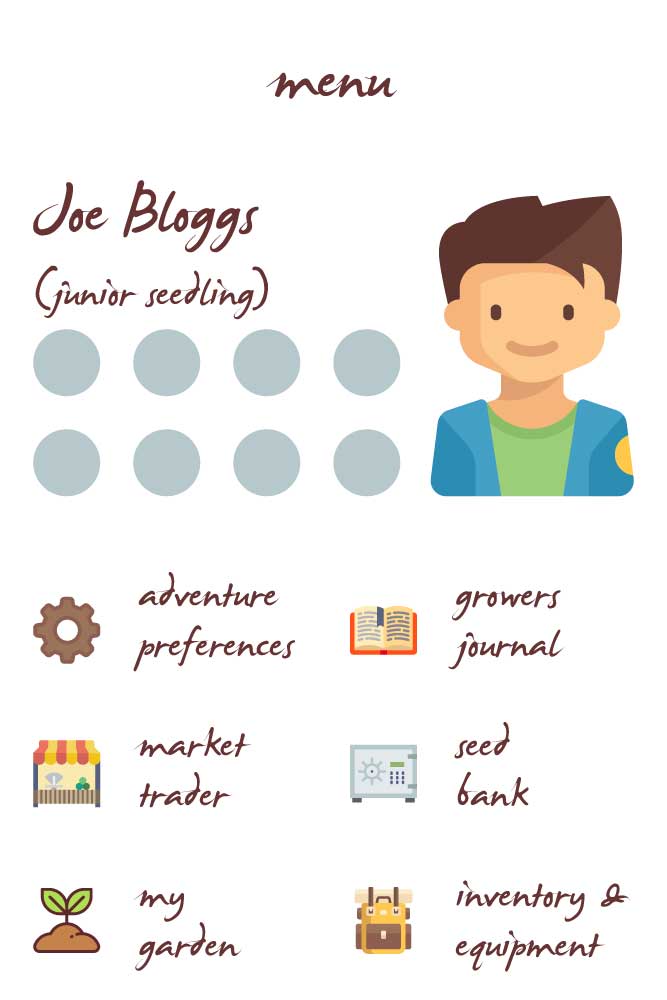 menu
Joe Bloggs
(junior seedling)
adventure
preferences
growers
journal
market
trader
seed
bank
my
garden
inventory &
equipment